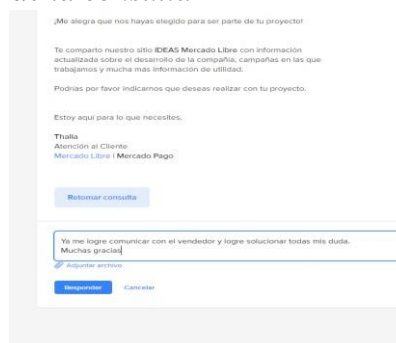 ¡Me alegra que nos hayas elegido para ser parte de tu proyecto!
Te comparto nuestro sitio IDEAS Mercado Libre con información
actualizada sobre el desarrollo de la compañía, campañas en las que
trabajamos y mucha más información de utilidad.
Podrías por favor indicarnos que deseas realizar con tu proyecto.
Estoy aquí para lo que necesites.
Thalia
Atención al Cliente
Mercado Libre | Mercado Pago
Retomar consulta
Ya me logre comunicar con el vendedor y logre solucionar todas mis duda.
Muchas gracias
Adjuntar archivo
Responder Cancelar